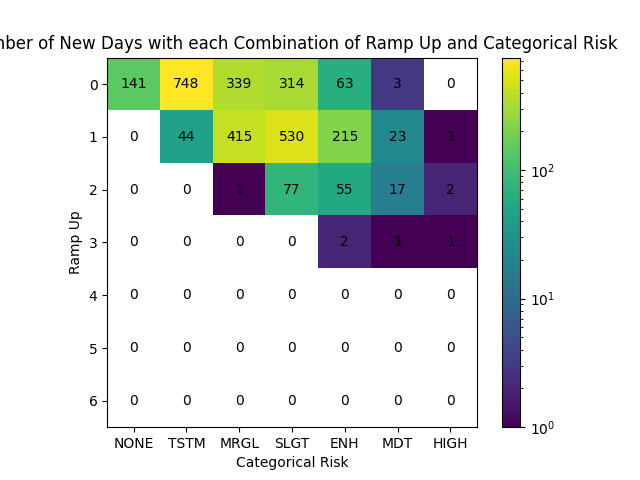 nber of New Days with each Combination of Ramp Up and Categorical Risk
0 141 748 339 314 63 3 0
1 0 44 415 530 215 23 1
2 0 0 1 77 55 17 2
3 0 0 0 0 2 1 1
4 0 0 0 0 0 0 0
5 0 0 0 0 0 0 0
6 0 0 0 0 0 0 0
NONE TSTM MRGL SLGT ENH MDT HIGH
Categorical Risk
Ramp Up
10²
10¹
10⁰